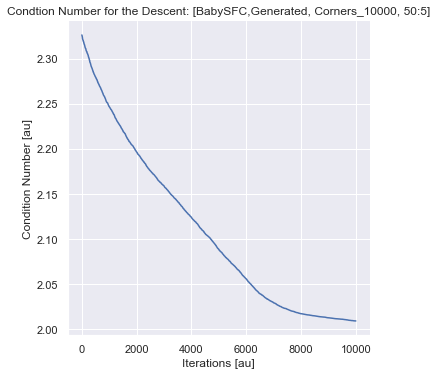 Condtion Number for the Descent: [BabySFC,Generated, Corners_10000, 50:5]
Condition Number [au]
2.30
2.25
2.20
2.15
2.10
2.05
2.00
0 2000 4000 6000 8000 10000
Iterations [au]